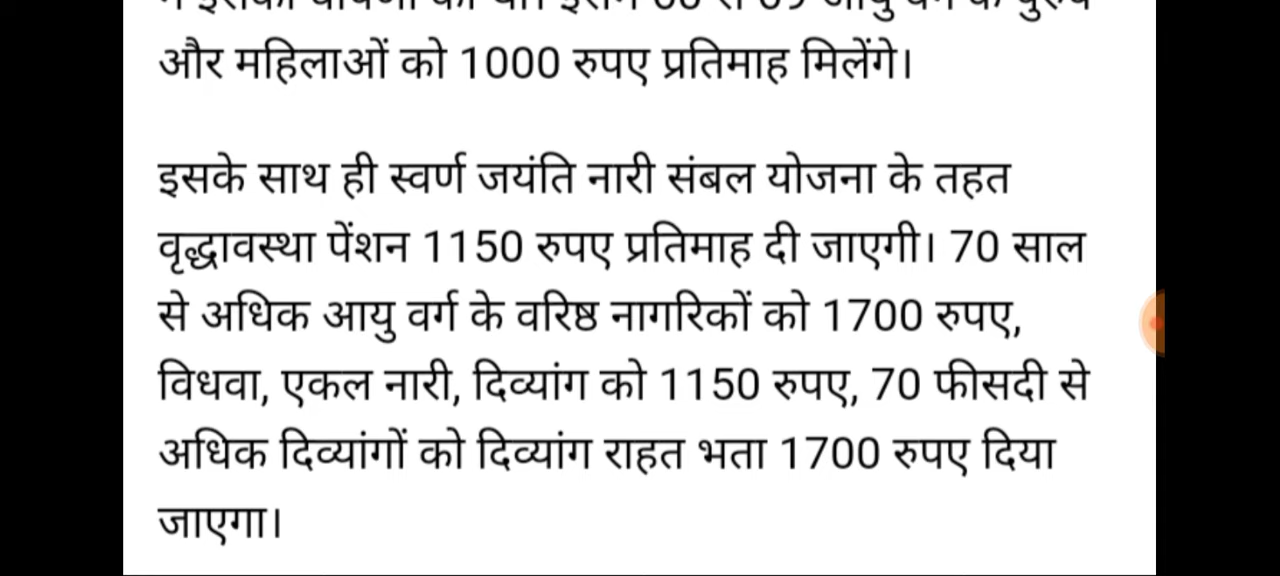 और महिलाओं को 1000 रुपए प्रतिमाह मिलेंगे।
इसके साथ ही स्वर्ण जयंति नारी संबल योजना के तहत
वृद्धावस्था पेंशन 1150 रुपए प्रतिमाह दी जाएगी। 70 साल
से अधिक आयु वर्ग के वरिष्ठ नागरिकों को 1700 रुपए,
विधवा, एकल नारी, दिव्यांग को 1150 रुपए, 70 फीसदी से
अधिक दिव्यांगों को दिव्यांग राहत भता 1700 रुपए दिया
जाएगा।